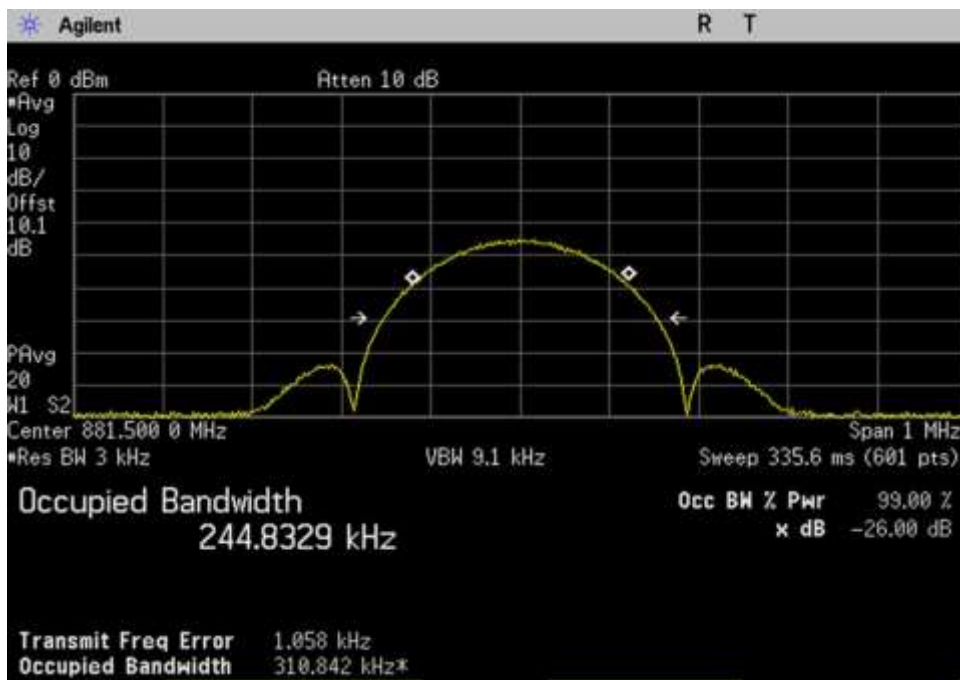 Agilent R T
Ref 0 dBm Atten 10 dB
#Avg
Log
10
dB/
Offst
10.1
dB
PAvg
20
W1 S2
Center 881.500 0 MHz Span 1 MHz
#Res BW 3 kHz VBW 9.1 kHz Sweep 335.6 ms (601 pts)
Occupied Bandwidth Occ BW % Pwr 99.00 %
244.8329 kHz x dB -26.00 dB
Transmit Freq Error 1.058 kHz
Occupied Bandwidth 310.842 kHz*